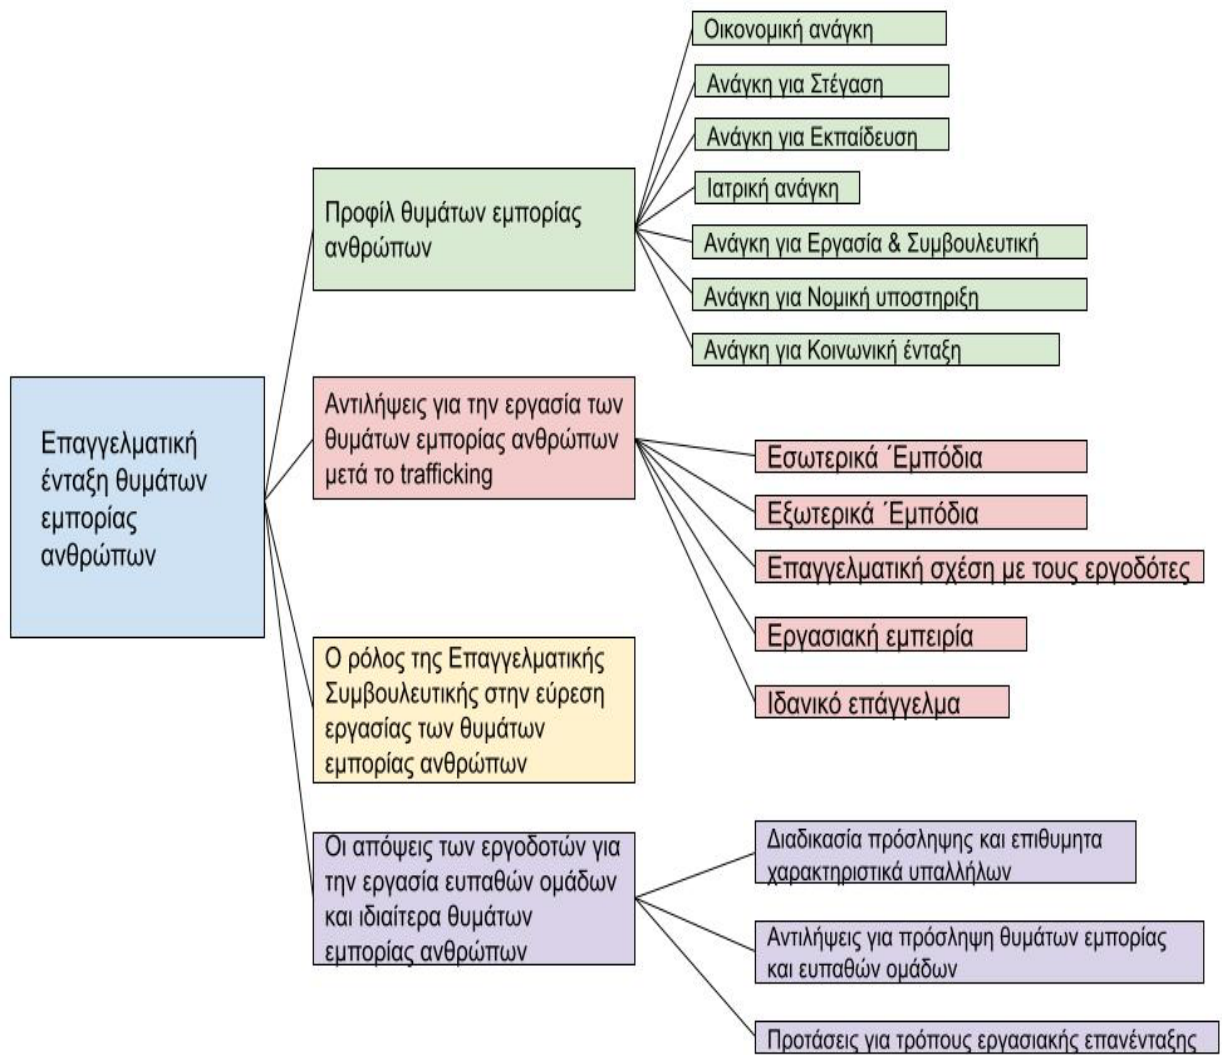 Επαγγελματική
ένταξη θυμάτων
εμπορίας
ανθρώπων
Προφίλ θυμάτων εμπορίας
ανθρώπων
Οικονομική ανάγκη
Ανάγκη για Στέγαση
Ανάγκη για Εκπαίδευση
Ιατρική ανάγκη
Ανάγκη για Εργασία & Συμβουλευτική
Ανάγκη για Νομική υποστηριξη
Ανάγκη για Κοινωνική ένταξη
Αντιλήψεις για την εργασία των
θυμάτων εμπορίας ανθρώπων
μετά το trafficking
Εσωτερικά ΄Εμπόδια
Εξωτερικά ΄Εμπόδια
Επαγγελματική σχέση με τους εργοδότες
Εργασιακή εμπειρία
Ιδανικό επάγγελμα
Ο ρόλος της Επαγγελματικής
Συμβουλευτικής στην εύρεση
εργασίας των θυμάτων
εμπορίας ανθρώπων
Οι απόψεις των εργοδοτών για
την εργασία ευπαθών ομάδων
και ιδιαίτερα θυμάτων
εμπορίας ανθρώπων
Διαδικασία πρόσληψης και επιθυμητα
χαρακτηριστικά υπαλλήλων
Αντιλήψεις για πρόσληψη θυμάτων εμπορίας
και ευπαθών ομάδων
Προτάσεις για τρόπους εργασιακής επανένταξης